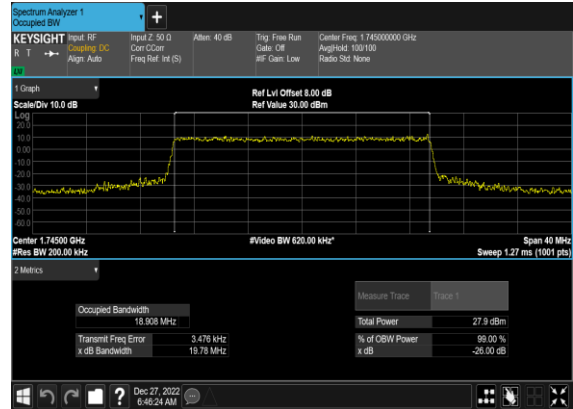 Spectrum Analyzer 1
Occupied BW
+
KEYSIGHT Input: RF Input Z: 50 Ω Atten: 40 dB Trig: Free Run Center Freq: 1.745000000 GHz
R T Coupling: DC Corr CCorr Gate: Off Avg|Hold: 100/100
Align: Auto Freq Ref: Int (S) #IF Gain: Low Radio Std: None
LXI
1 Graph
Ref Lvl Offset 8.00 dB
Scale/Div 10.0 dB Ref Value 30.00 dBm
Log
20.0
10.0
0.00
-10.0
-20.0
-30.0
-40.0
-50.0
-60.0
Center 1.74500 GHz #Video BW 620.00 kHz* Span 40 MHz
#Res BW 200.00 kHz Sweep 1.27 ms (1001 pts)
2 Metrics
Measure Trace Trace 1
Occupied Bandwidth
18.908 MHz Total Power 27.9 dBm
Transmit Freq Error 3.476 kHz % of OBW Power 99.00 %
x dB Bandwidth 19.78 MHz x dB -26.00 dB
? Dec 27, 2022
6:46:24 AM